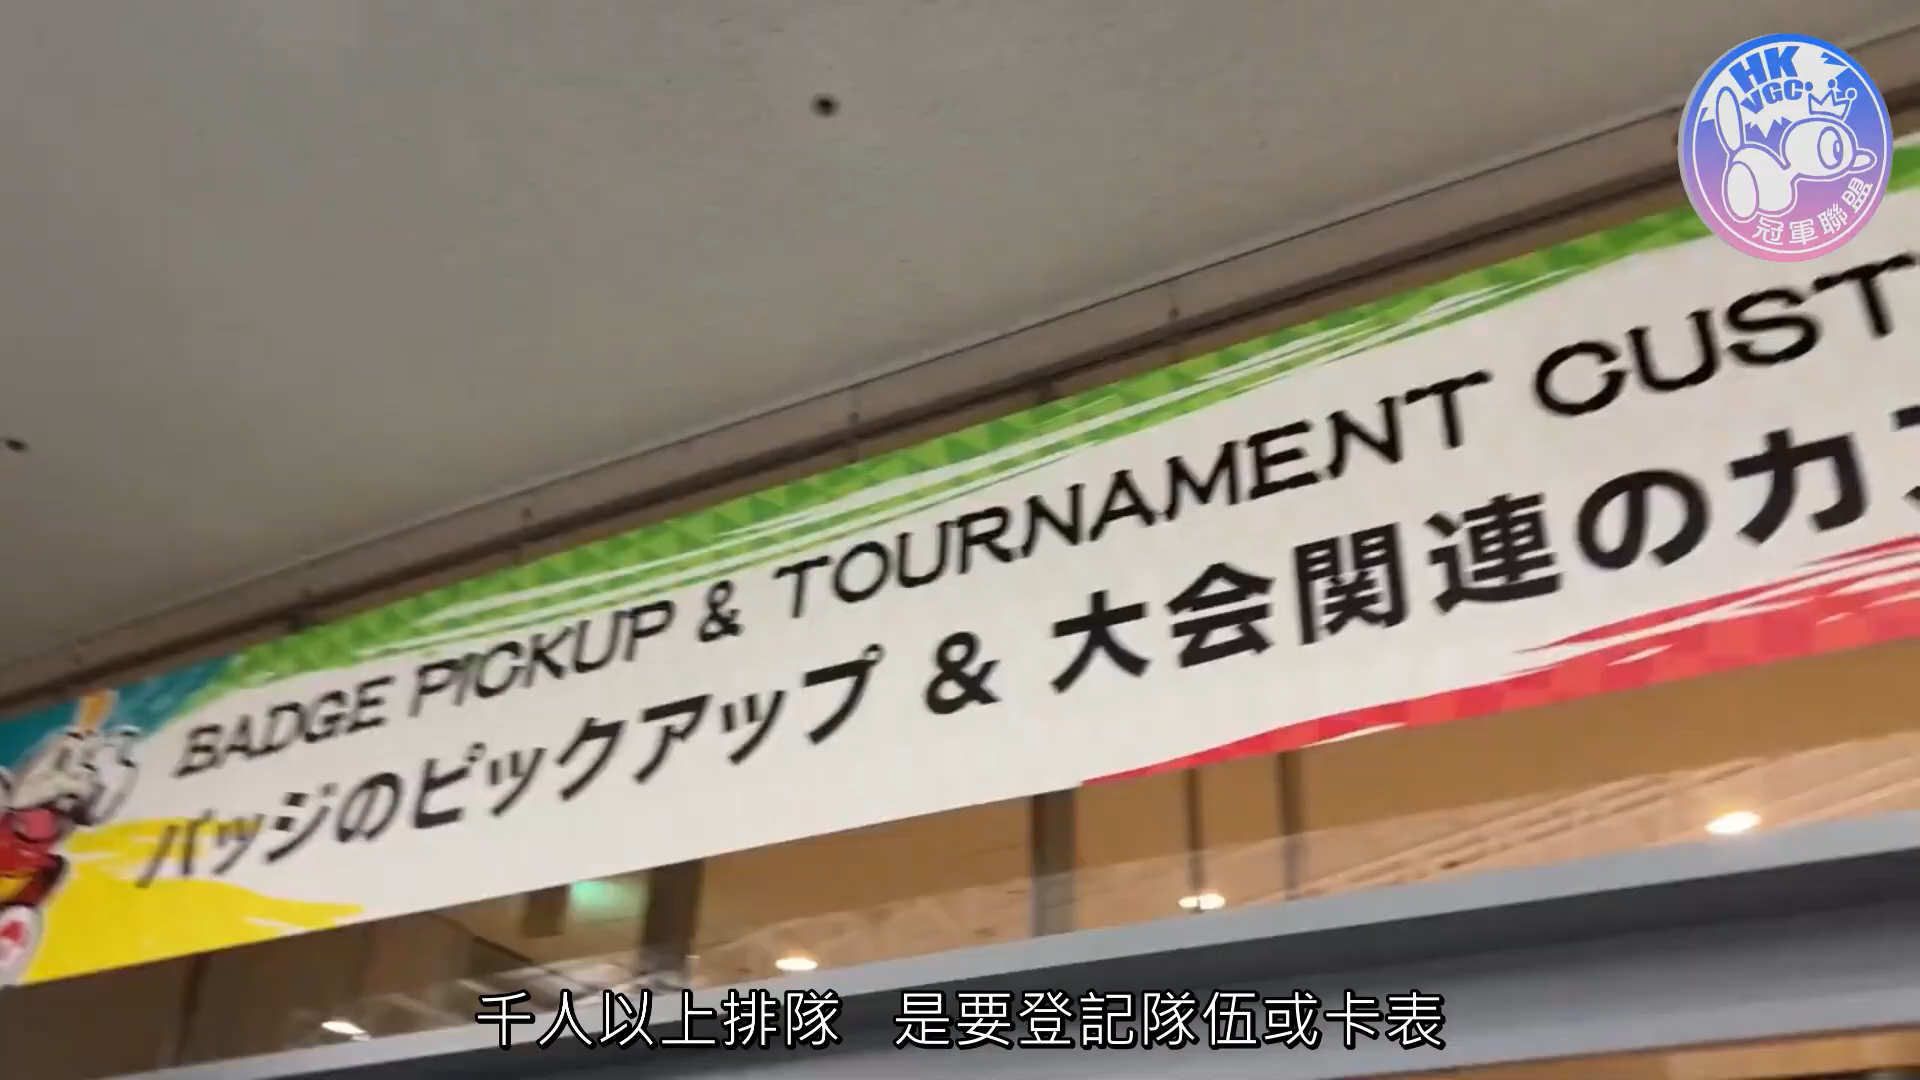 HK
VGC
冠軍聯盟
BADGE PICKUP & TOURNAMENT CUST
バッジのピックアップ & 大会関連のカ
千人以上排隊 是要登記隊伍或卡表